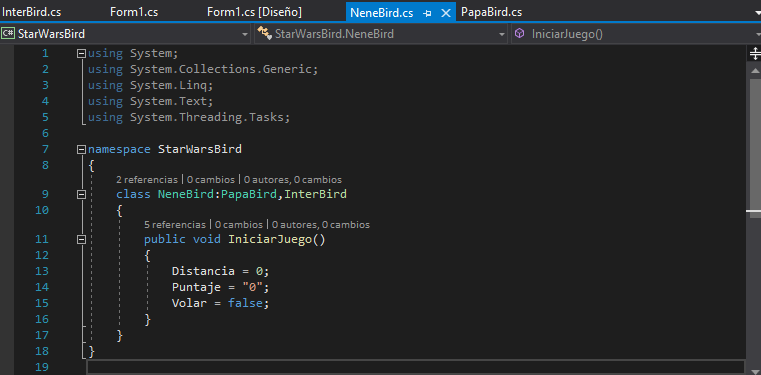 InterBird.cs Form1.cs Form1.cs [Diseño] NeneBird.cs PapaBird.cs
C# StarWarsBird StarWarsBird.NeneBird IniciarJuego()
1 using System;
2 using System.Collections.Generic;
3 using System.Linq;
4 using System.Text;
5 using System.Threading.Tasks;
6
7 namespace StarWarsBird
8 {
2 referencias | 0 cambios | 0 autores, 0 cambios
9 class NeneBird:PapaBird,InterBird
10 {
5 referencias | 0 cambios | 0 autores, 0 cambios
11 public void IniciarJuego()
12 {
13 Distancia = 0;
14 Puntaje = "0";
15 Volar = false;
16 }
17 }
18 }
19